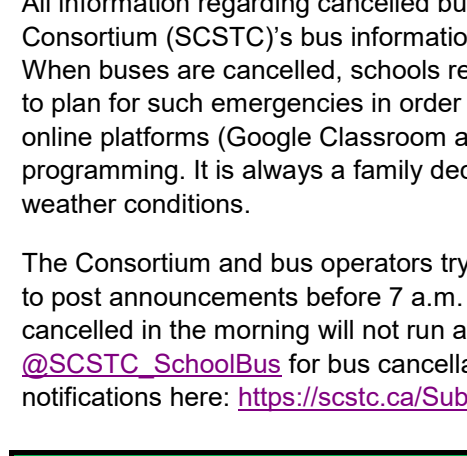 All information regarding cancelled bu
Consortium (SCSTC)'s bus informatio
When buses are cancelled, schools re
to plan for such emergencies in order
online platforms (Google Classroom a
programming. It is always a family dec
weather conditions.
The Consortium and bus operators try
to post announcements before 7 a.m.
cancelled in the morning will not run a
@SCSTC_SchoolBus for bus cancella
notifications here: https://scstc.ca/Sub